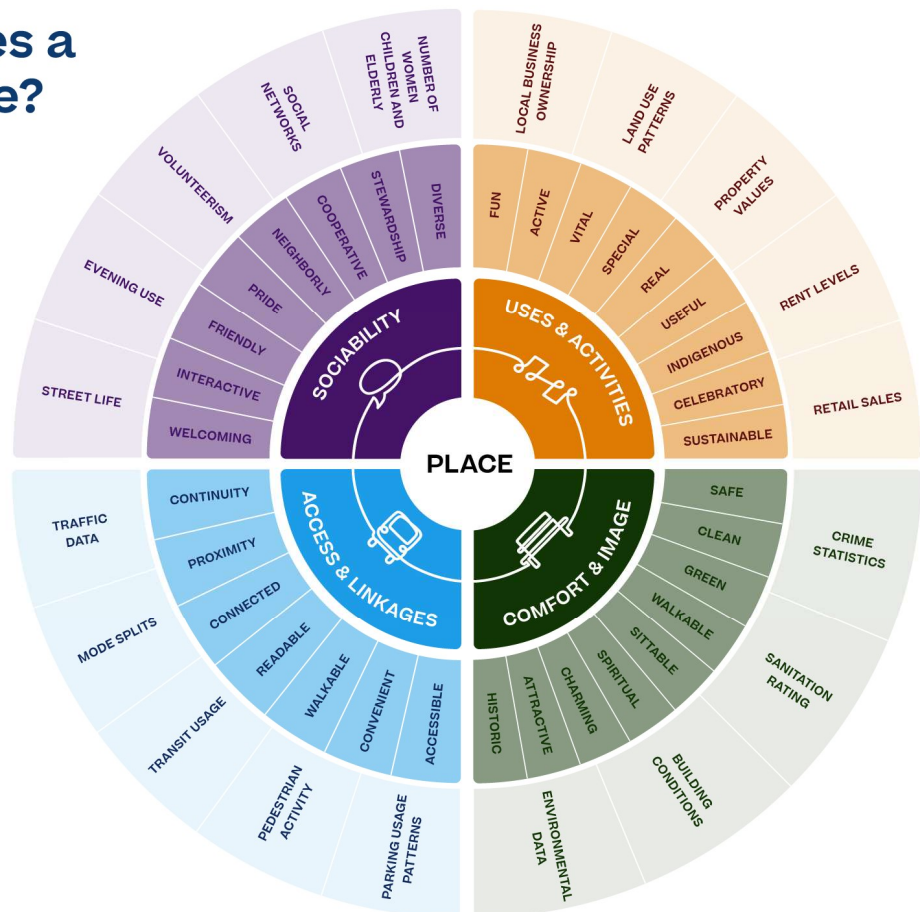 es a
e?
NUMBER OF
WOMEN
CHILDREN AND
ELDERLY
SOCIAL
NETWORKS
VOLUNTEERISM
EVENING USE
STREET LIFE
DIVERSE
STEWARDSHIP
COOPERATIVE
NEIGHBORLY
PRIDE
FRIENDLY
INTERACTIVE
WELCOMING
SOCIABILITY
LOCAL BUSINESS
OWNERSHIP
LAND USE
PATTERNS
PROPERTY
VALUES
RENT LEVELS
RETAIL SALES
FUN
ACTIVE
VITAL
SPECIAL
REAL
USEFUL
INDIGENOUS
CELEBRATORY
SUSTAINABLE
USES & ACTIVITIES
PLACE
ACCESS & LINKAGES
CONTINUITY
PROXIMITY
CONNECTED
READABLE
WALKABLE
CONVENIENT
ACCESSIBLE
TRAFFIC
DATA
MODE SPLITS
TRANSIT USAGE
PEDESTRIAN
ACTIVITY
PARKING USAGE
PATTERNS
COMFORT & IMAGE
SAFE
CLEAN
GREEN
WALKABLE
SITTABLE
SPIRITUAL
CHARMING
ATTRACTIVE
HISTORIC
CRIME
STATISTICS
SANITATION
RATING
BUILDING
CONDITIONS
ENVIRONMENTAL
DATA